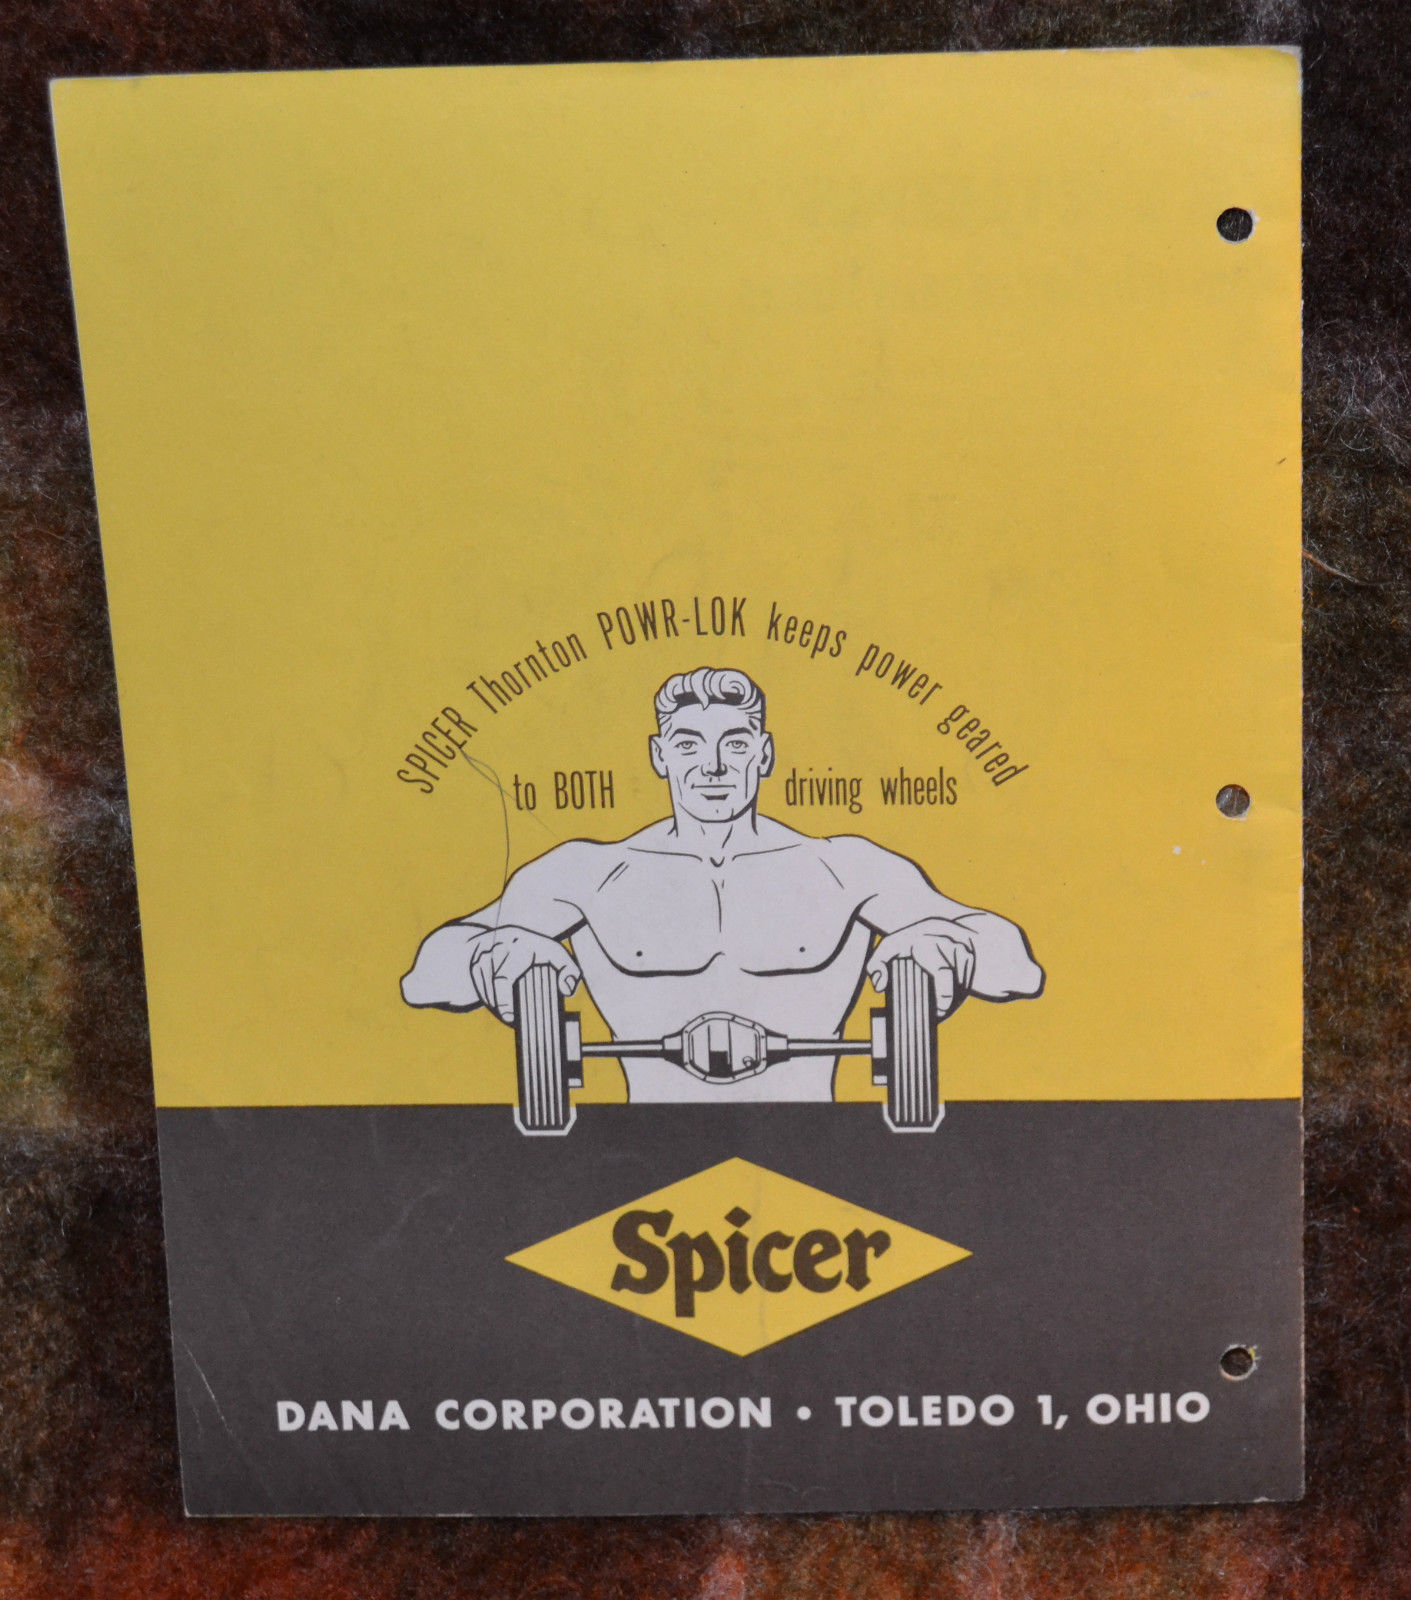 SPICER Thornton POWR-LOK keeps power geared
to BOTH driving wheels
Spicer
DANA CORPORATION • TOLEDO 1, OHIO